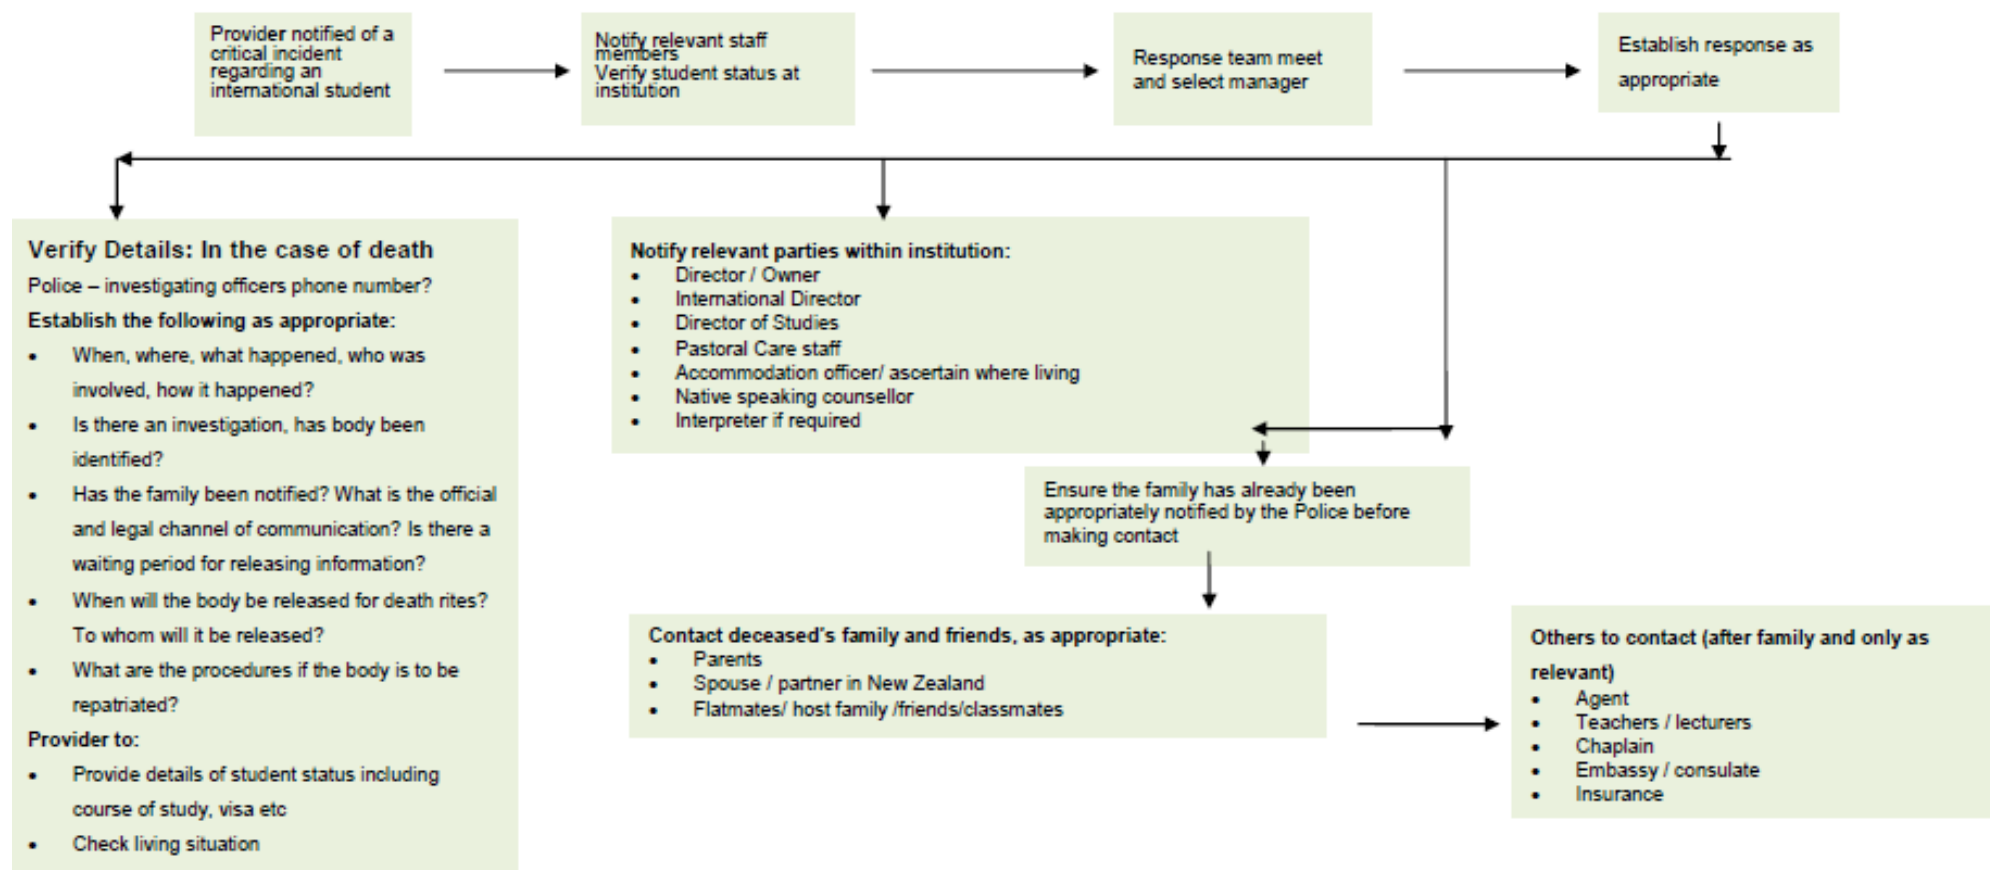 Provider notified of a
critical incident
regarding an
international student
Notify relevant staff
members
Verify student status at
institution
Response team meet
and select manager
Establish response as
appropriate
Verify Details: In the case of death
Police – investigating officers phone number?
Establish the following as appropriate:
• When, where, what happened, who was
involved, how it happened?
• Is there an investigation, has body been
identified?
• Has the family been notified? What is the official
and legal channel of communication? Is there a
waiting period for releasing information?
• When will the body be released for death rites?
To whom will it be released?
• What are the procedures if the body is to be
repatriated?
Provider to:
• Provide details of student status including
course of study, visa etc
• Check living situation
Notify relevant parties within institution:
• Director / Owner
• International Director
• Director of Studies
• Pastoral Care staff
• Accommodation officer/ ascertain where living
• Native speaking counsellor
• Interpreter if required
Ensure the family has already been
appropriately notified by the Police before
making contact
Contact deceased's family and friends, as appropriate:
• Parents
• Spouse / partner in New Zealand
• Flatmates/ host family /friends/classmates
Others to contact (after family and only as
relevant)
• Agent
• Teachers / lecturers
• Chaplain
• Embassy / consulate
• Insurance